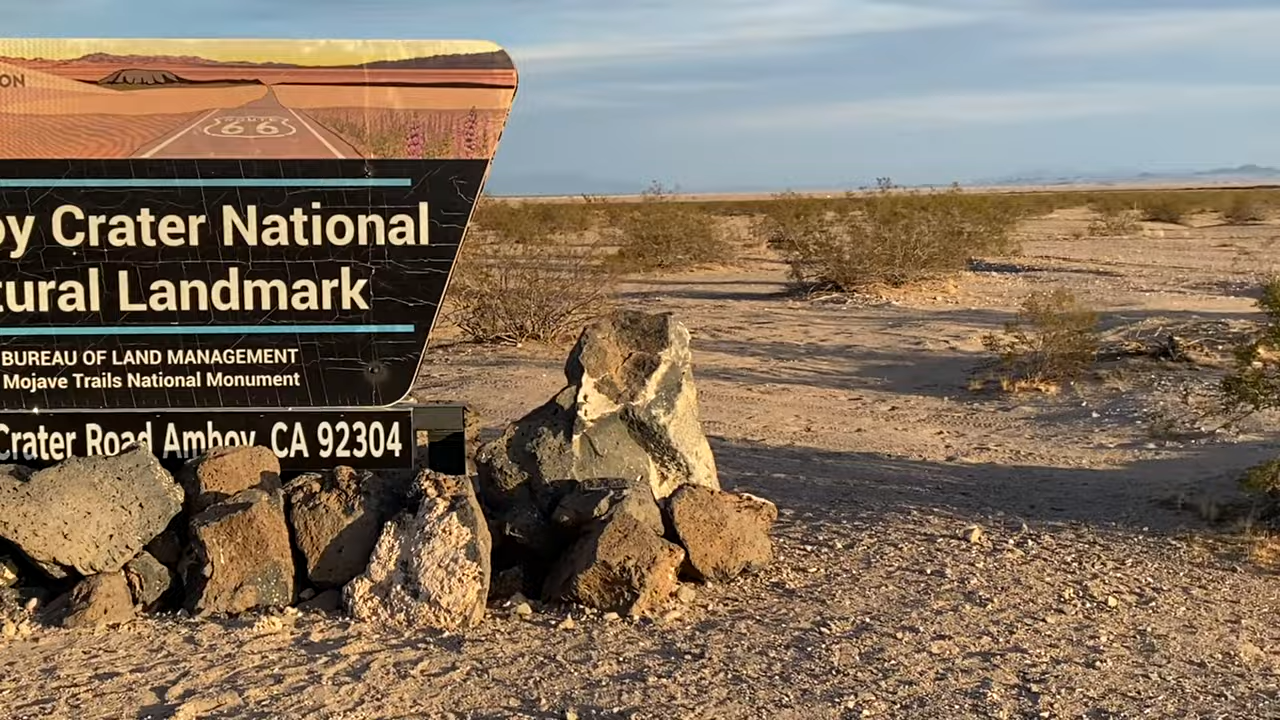 ON
ROUTE
66
oy Crater National
tural Landmark
BUREAU OF LAND MANAGEMENT
Mojave Trails National Monument
Crater Road Amboy, CA 92304